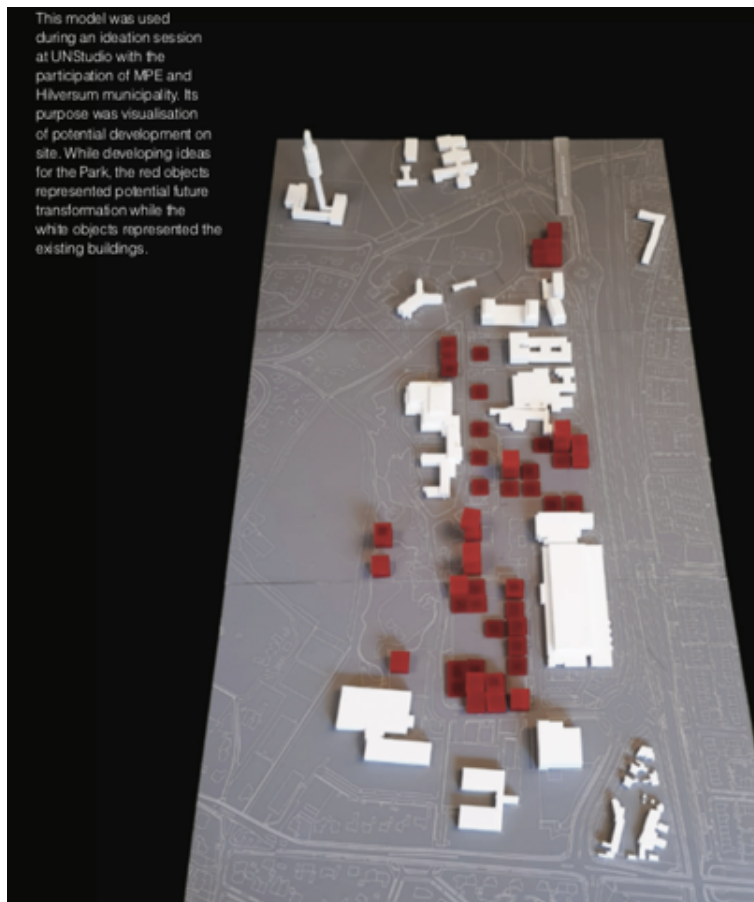 This model was used
during an ideation session
at UNStudio with the
participation of MPE and
Hilversum municipality. Its
purpose was visualisation
of potential development on
site. While developing ideas
for the Park, the red objects
represented potential future
transformation while the
white objects represented the
existing buildings.